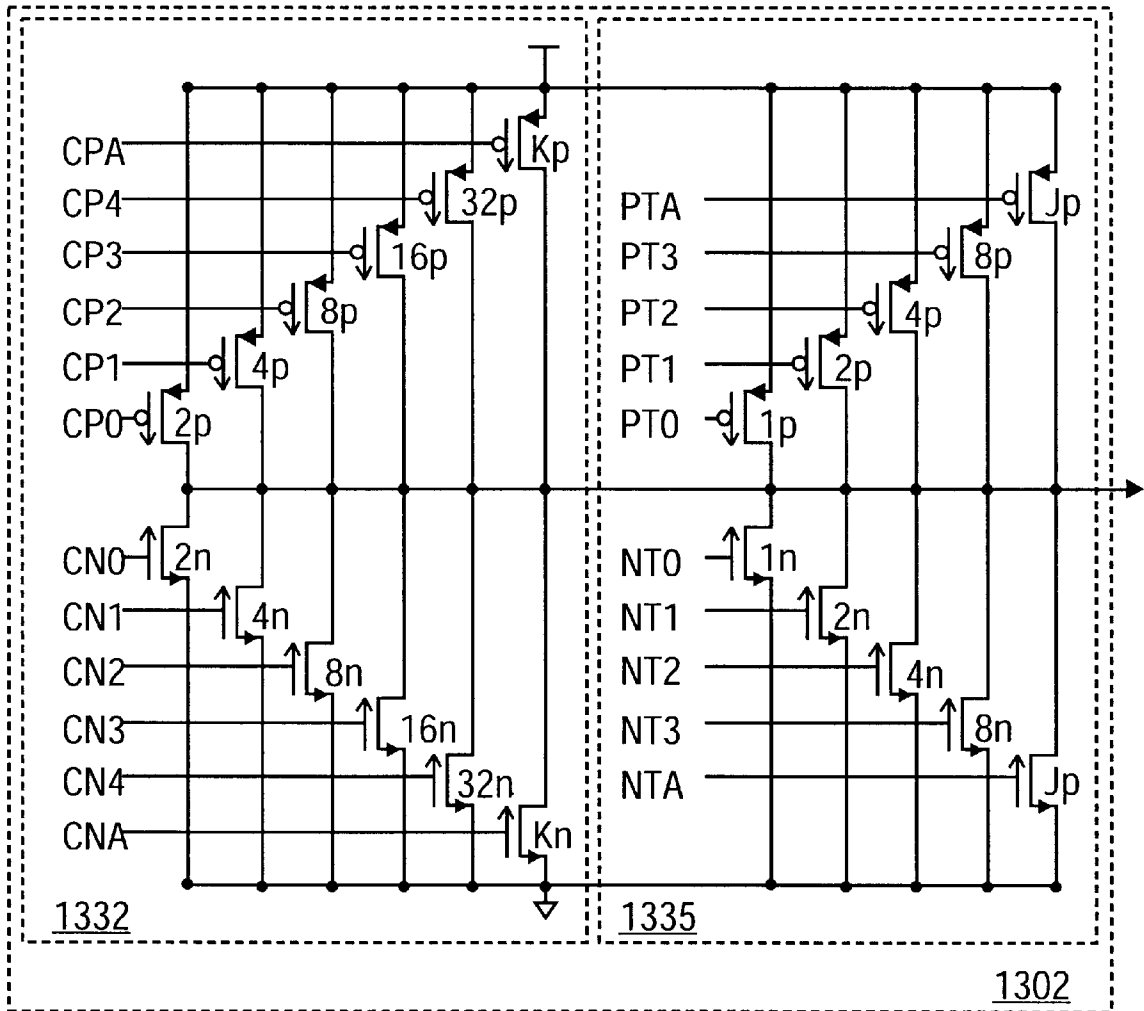 CPA Kp
CP4 32p PTA Jp
CP3 16p PT3 8p
CP2 8p PT2 4p
CP1 4p PT1 2p
CP0 2p PT0 1p
CN0 2n NT0 1n
CN1 4n NT1 2n
CN2 8n NT2 4n
CN3 16n NT3 8n
CN4 32n NTA Jp
CNA Kn
1332 1335
1302